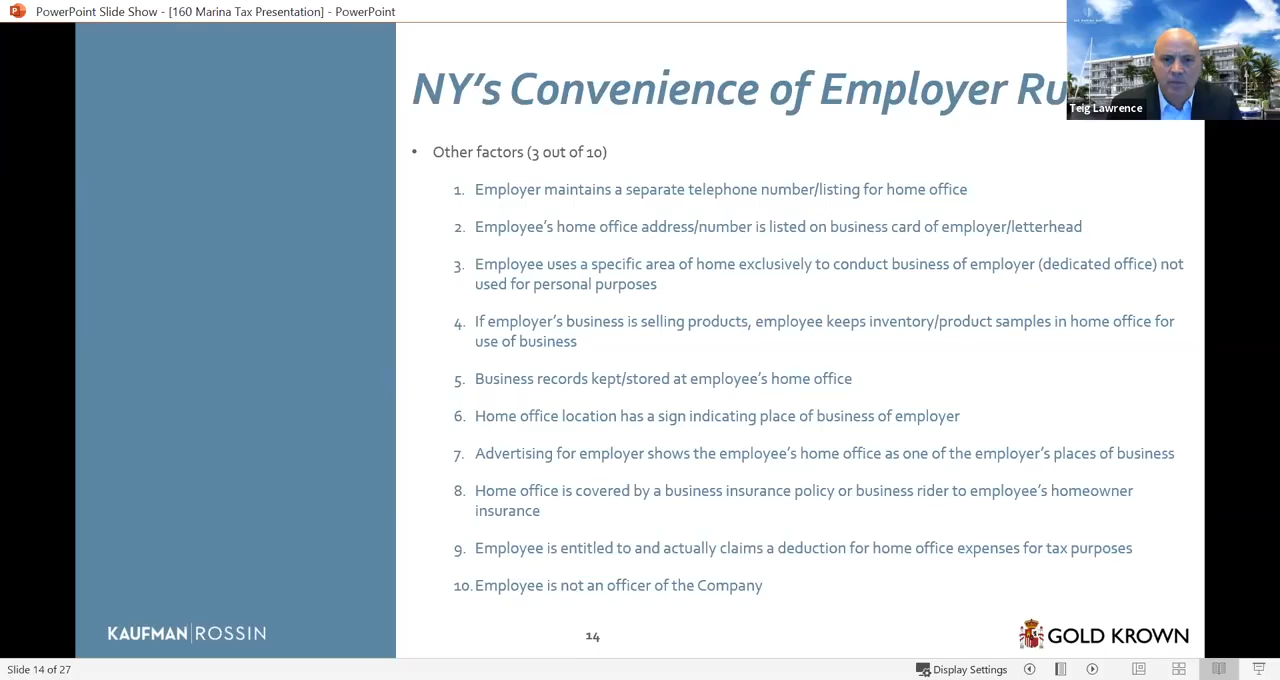 PowerPoint Slide Show - [160 Marina Tax Presentation] - PowerPoint
NY's Convenience of Employer Ru
Teig Lawrence
• Other factors (3 out of 10)
1. Employer maintains a separate telephone number/listing for home office
2. Employee's home office address/number is listed on business card of employer/letterhead
3. Employee uses a specific area of home exclusively to conduct business of employer (dedicated office) not
used for personal purposes
4. If employer's business is selling products, employee keeps inventory/product samples in home office for
use of business
5. Business records kept/stored at employee's home office
6. Home office location has a sign indicating place of business of employer
7. Advertising for employer shows the employee's home office as one of the employer's places of business
8. Home office is covered by a business insurance policy or business rider to employee's homeowner
insurance
9. Employee is entitled to and actually claims a deduction for home office expenses for tax purposes
10. Employee is not an officer of the Company
KAUFMAN|ROSSIN
14
GOLD KROWN
Slide 14 of 27
Display Settings